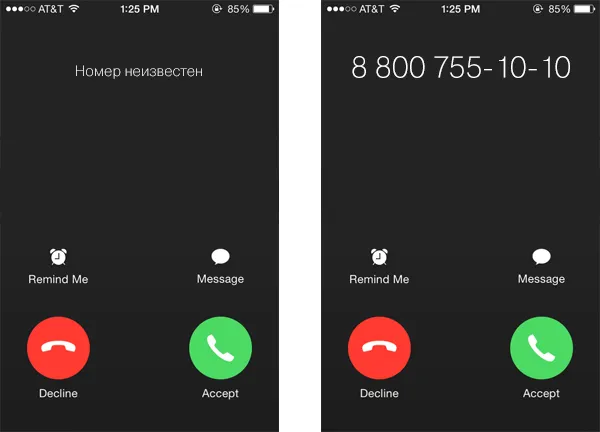 AT&T 1:25 PM 85%
Номер неизвестен
Remind Me Message
Decline Accept
AT&T 1:25 PM 85%
8 800 755-10-10
Remind Me Message
Decline Accept